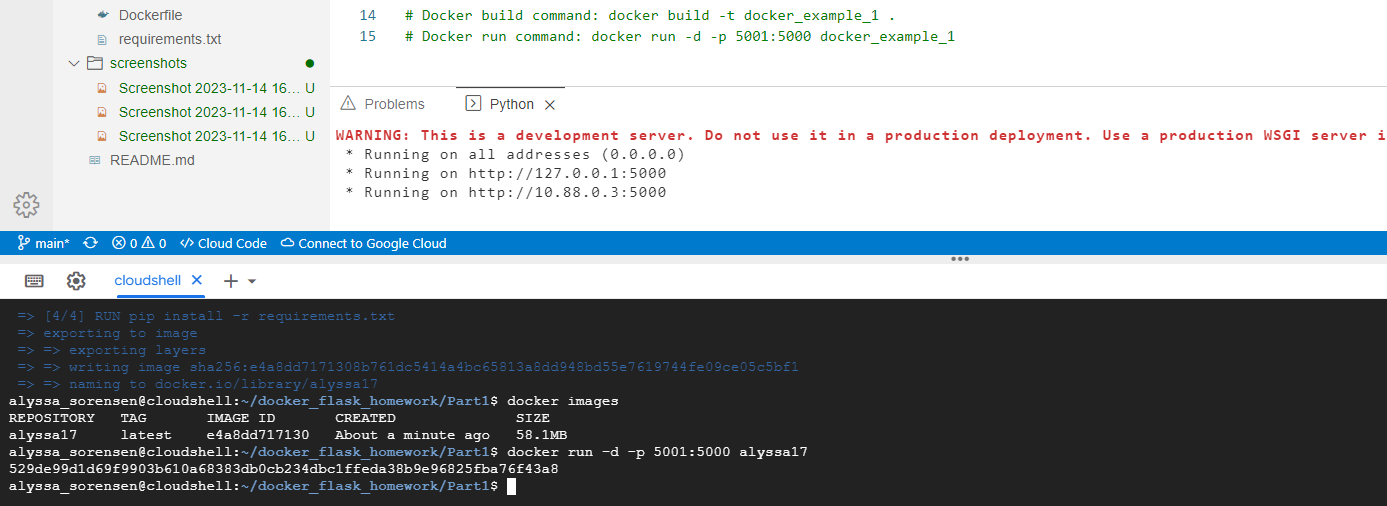 Dockerfile
requirements.txt
screenshots
Screenshot 2023-11-14 16... U
Screenshot 2023-11-14 16... U
Screenshot 2023-11-14 16... U
README.md
14 # Docker build command: docker build -t docker_example_1 .
15 # Docker run command: docker run -d -p 5001:5000 docker_example_1
Problems Python
WARNING: This is a development server. Do not use it in a production deployment. Use a production WSGI server i
* Running on all addresses (0.0.0.0)
* Running on http://127.0.0.1:5000
* Running on http://10.88.0.3:5000
main* 0 0 Cloud Code Connect to Google Cloud
cloudshell
=> [4/4] RUN pip install -r requirements.txt
=> exporting to image
=> => exporting layers
=> => writing image sha256:e4a8dd7171308b761dc5414a4bc65813a8dd948bd55e7619744fe09ce05c5bf1
=> => naming to docker.io/library/alyssa17
alyssa_sorensen@cloudshell:~/docker_flask_homework/Part1$ docker images
REPOSITORY TAG IMAGE ID CREATED SIZE
alyssa17 latest e4a8dd717130 About a minute ago 58.1MB
alyssa_sorensen@cloudshell:~/docker_flask_homework/Part1$ docker run -d -p 5001:5000 alyssa17
529de99d1d69f9903b610a68383db0cb234dbc1ffeda38b9e96825fba76f43a8
alyssa_sorensen@cloudshell:~/docker_flask_homework/Part1$